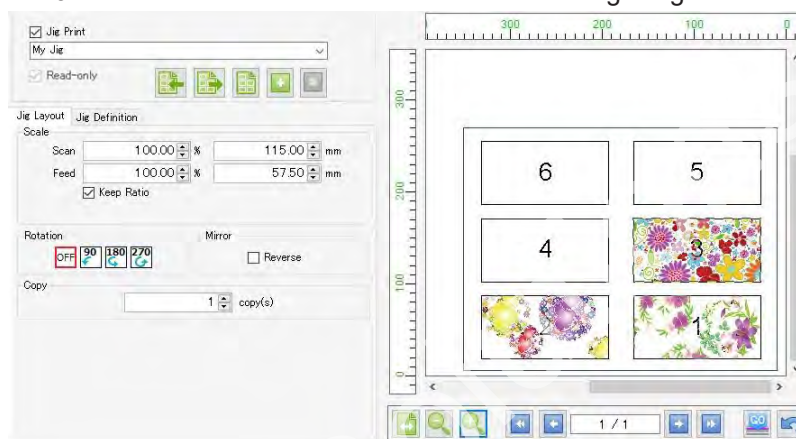 Jig Print
My Jig
Read-only
Jig Layout Jig Definition
Scale
Scan 100.00 % 115.00 mm
Feed 100.00 % 57.50 mm
Keep Ratio
Rotation Mirror
OFF 90 180 270 Reverse
Copy
1 copy(s)
300 200 100 0
300
200
100
0
6 5
4 3
1
1 / 1
GO